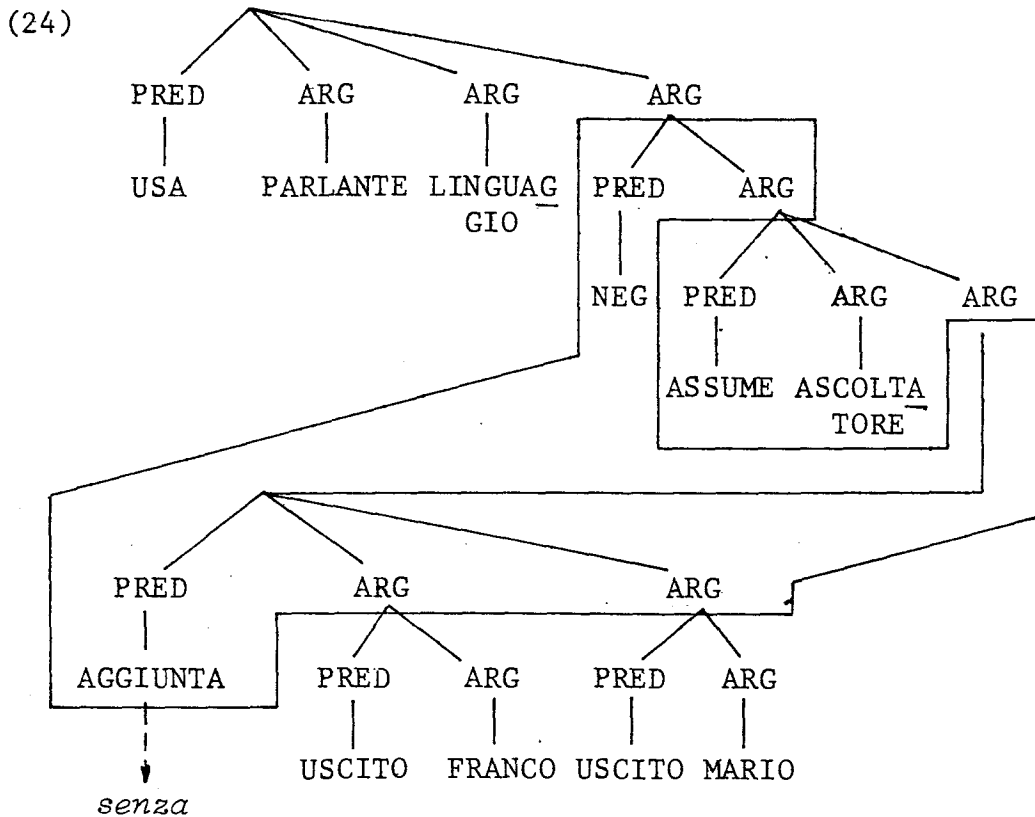 (24)
PRED ARG ARG ARG
USA PARLANTE LINGUAG
GIO PRED ARG
NEG PRED ARG ARG
ASSUME ASCOLTA
TORE
PRED ARG ARG
AGGIUNTA PRED ARG PRED ARG
USCITO FRANCO USCITO MARIO
senza